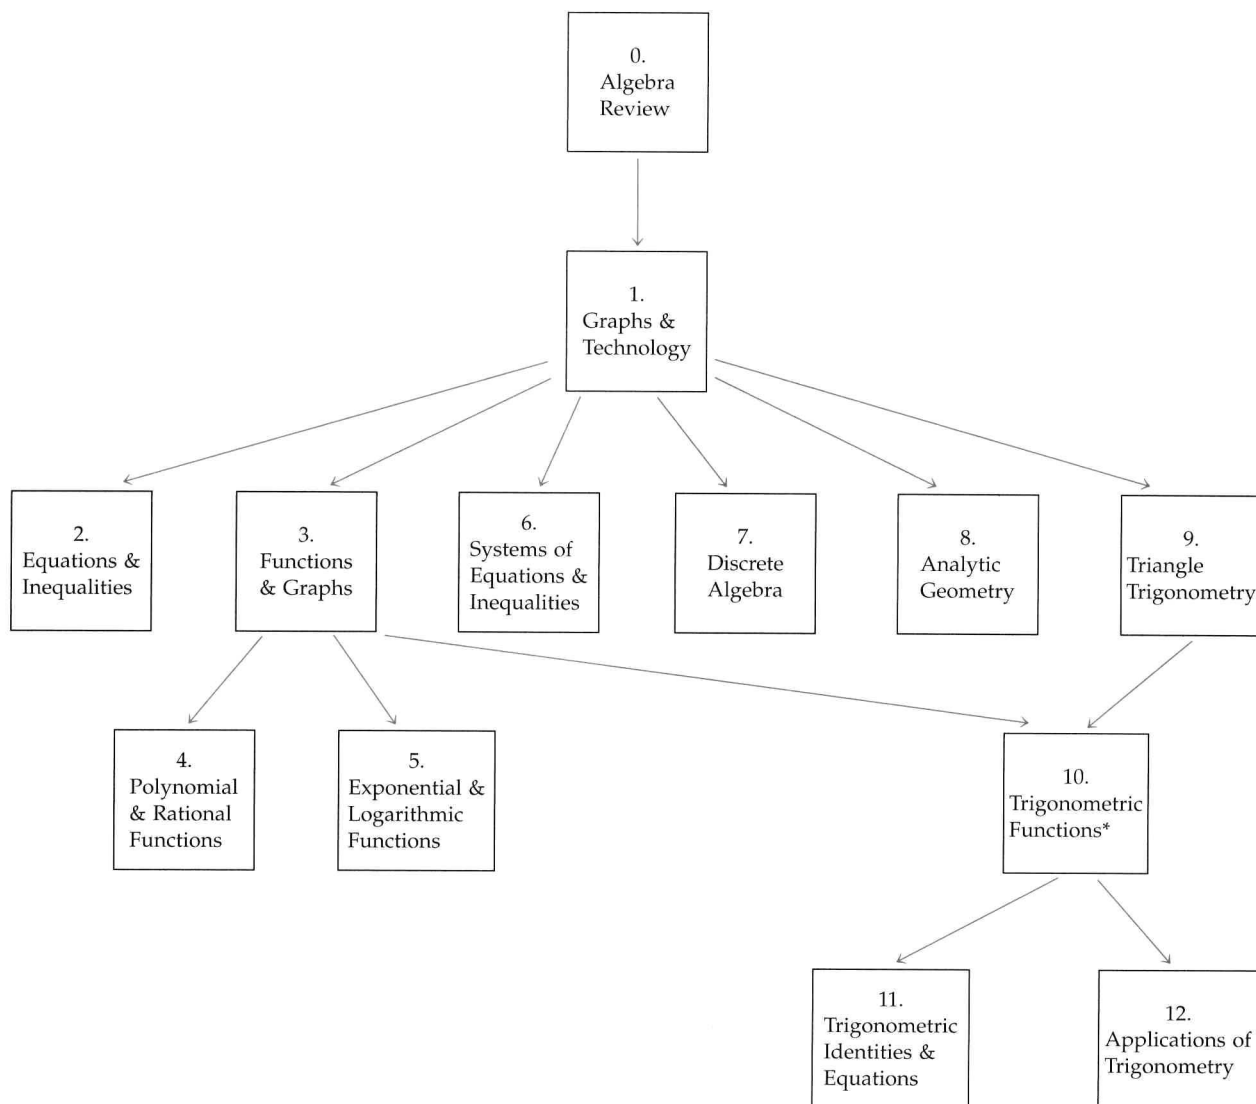 0.
Algebra
Review
1.
Graphs &
Technology
2.
Equations &
Inequalities
3.
Functions
& Graphs
6.
Systems of
Equations &
Inequalities
7.
Discrete
Algebra
8.
Analytic
Geometry
9.
Triangle
Trigonometry
4.
Polynomial
& Rational
Functions
5.
Exponential &
Logarithmic
Functions
10.
Trigonometric
Functions*
11.
Trigonometric
Identities &
Equations
12.
Applications of
Trigonometry